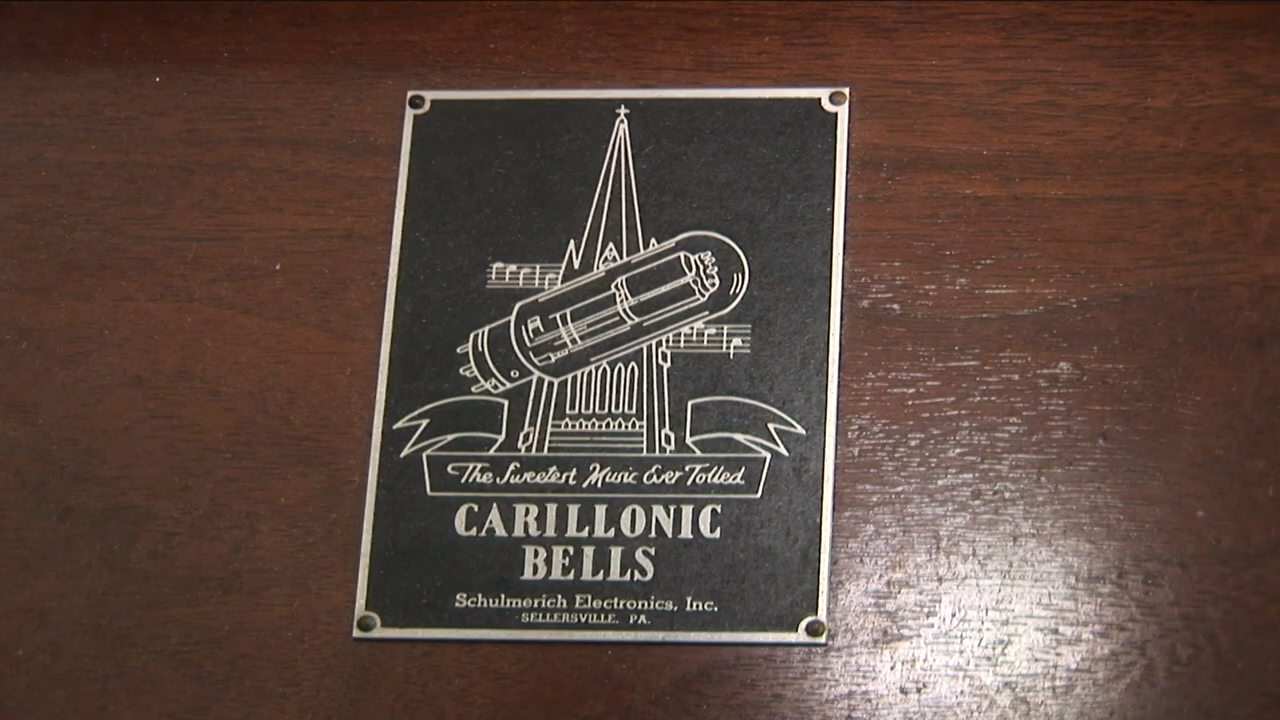 The Sweetest Music Ever Tolled
CARILLONIC
BELLS
Schulmerich Electronics, Inc.
SELLERSVILLE. PA.